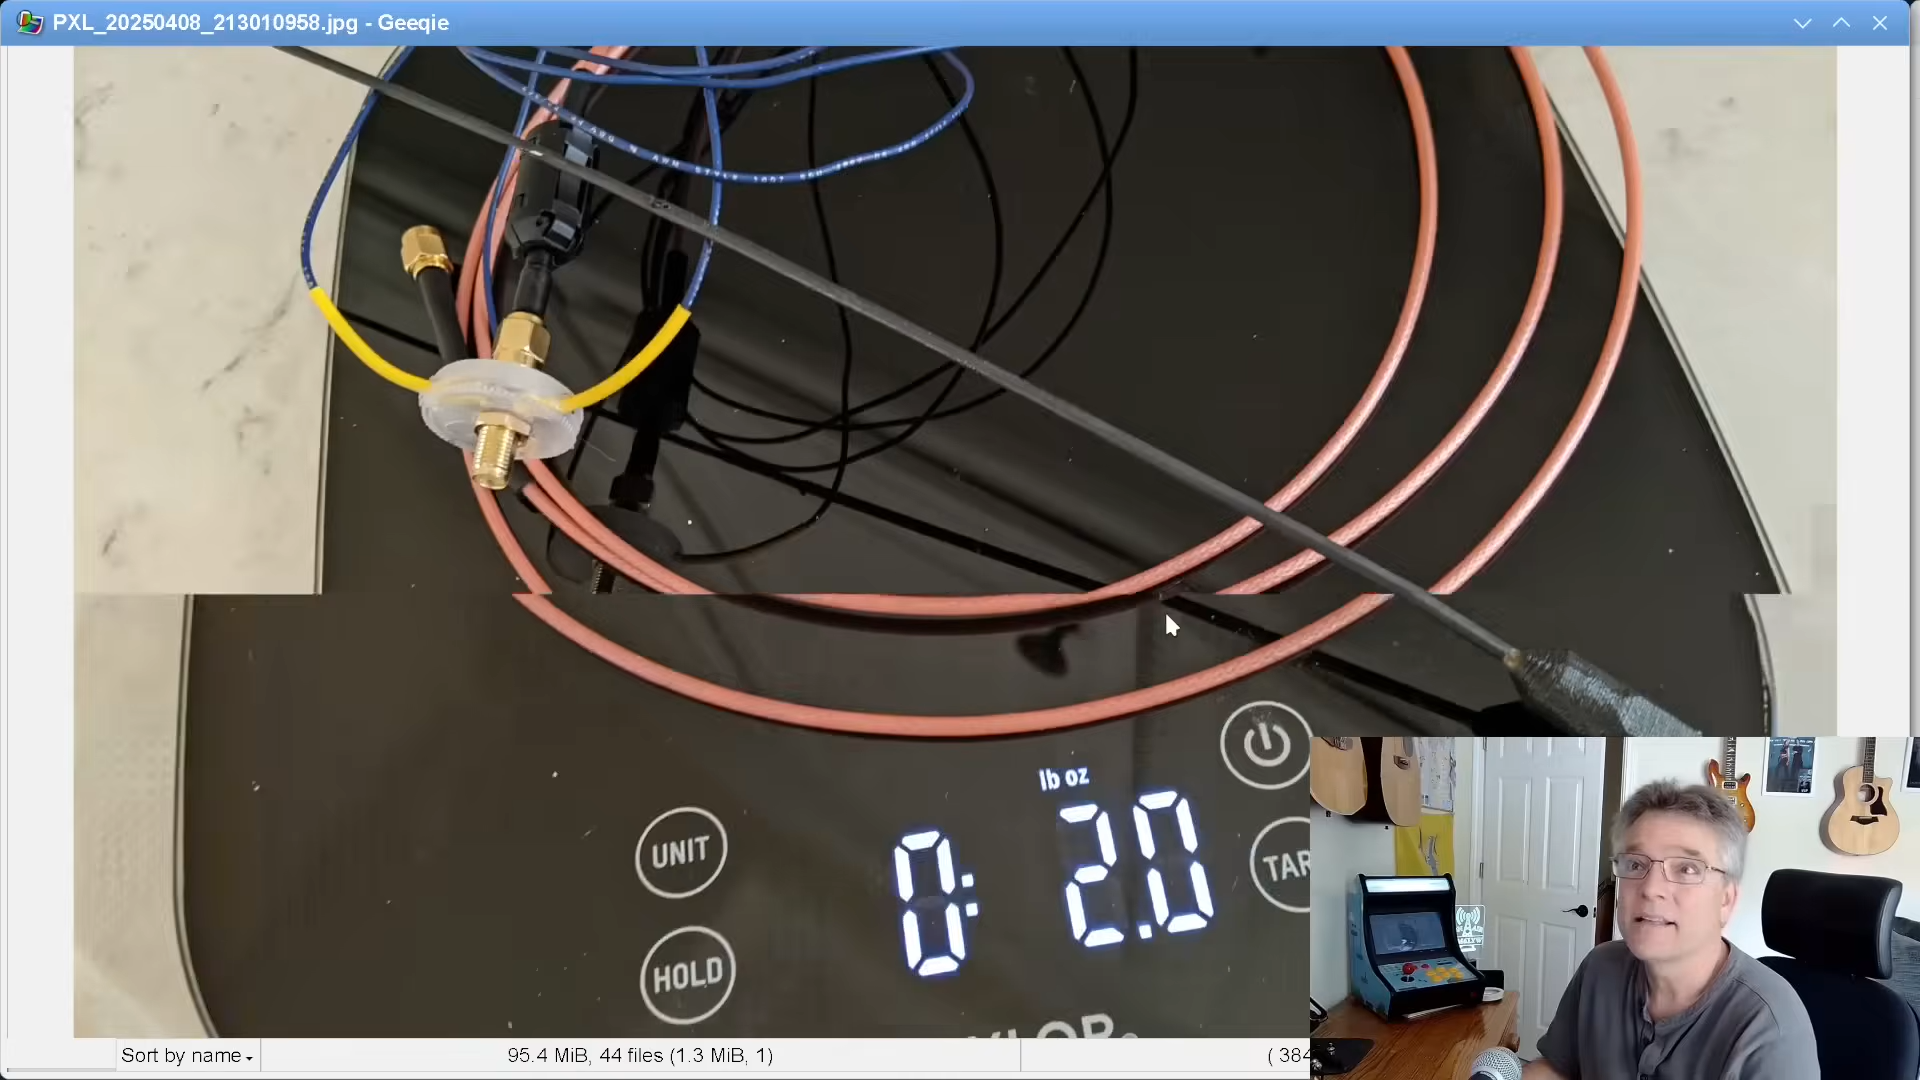 PXL_20250408_213010958.jpg - Geeqie
lb oz
UNIT
0: 2.0
TAR
HOLD
Sort by name
95.4 MiB, 44 files (1.3 MiB, 1)
( 384